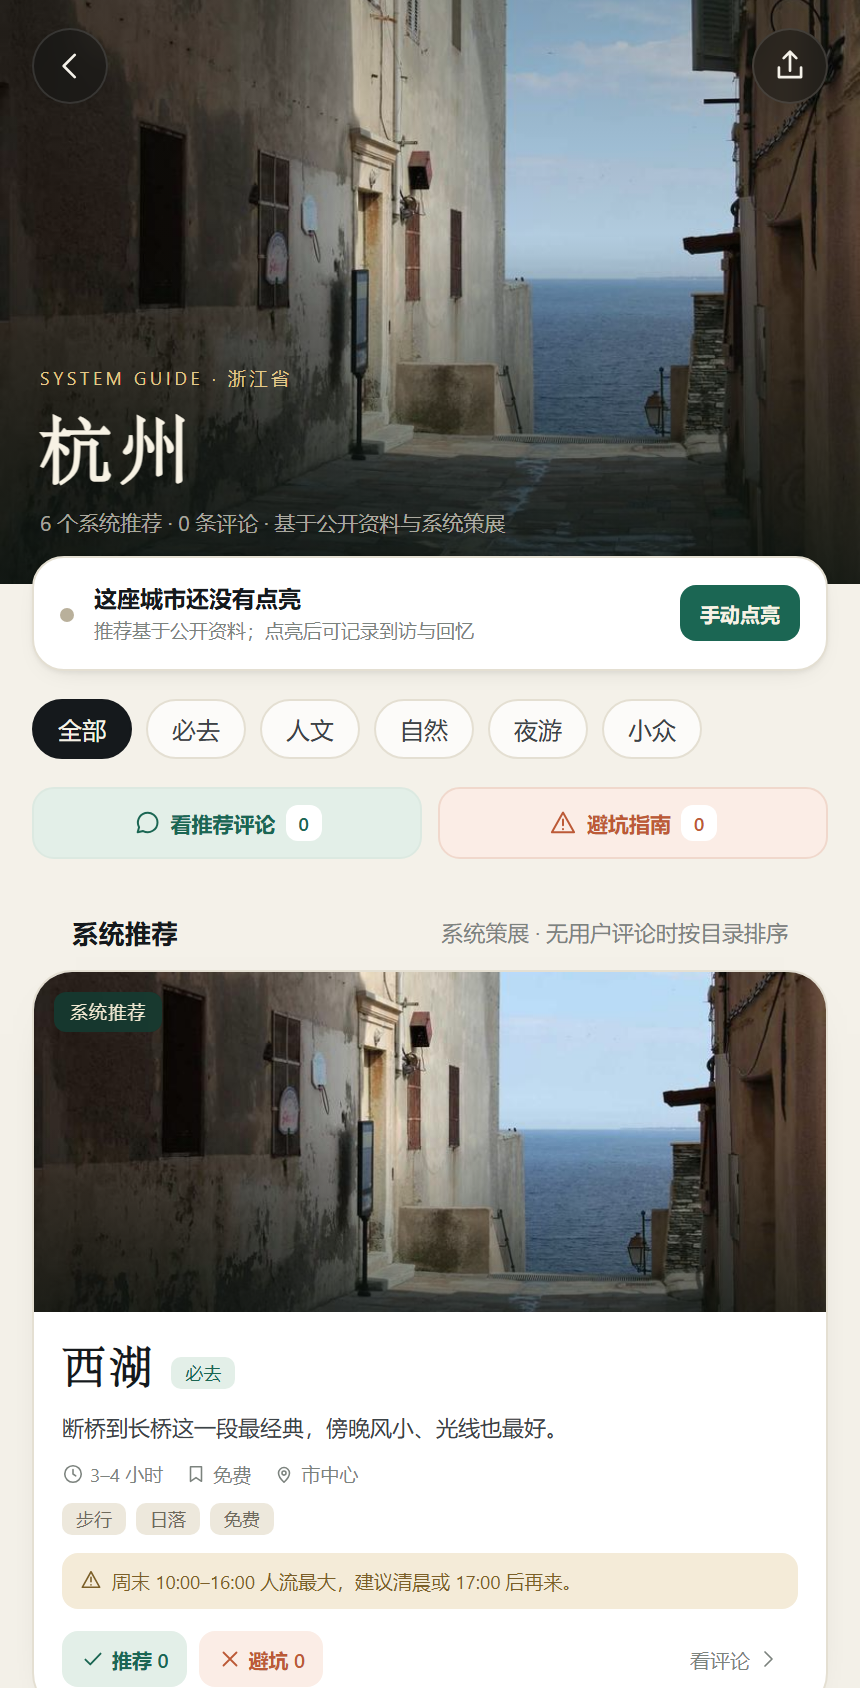 SYSTEM GUIDE · 浙江省
杭州
6 个系统推荐 · 0 条评论 · 基于公开资料与系统策展
这座城市还没有点亮
推荐基于公开资料；点亮后可记录到访与回忆
手动点亮
全部 必去 人文 自然 夜游 小众
看推荐评论 0 避坑指南 0
系统推荐 系统策展 · 无用户评论时按目录排序
系统推荐
西湖 必去
断桥到长桥这一段最经典，傍晚风小、光线也最好。
3–4 小时 免费 市中心
步行 日落 免费
周末 10:00–16:00 人流最大，建议清晨或 17:00 后再来。
推荐 0 避坑 0 看评论